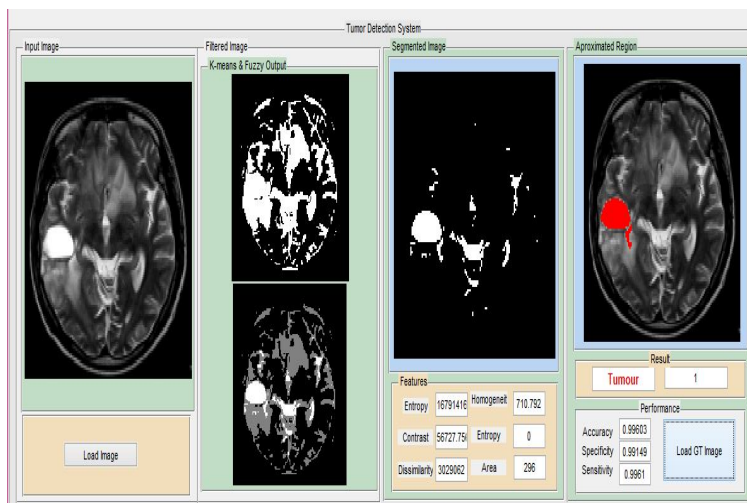 Tumor Detection System
Input Image
Filtered Image
Segmented Image
Aproximated Region
K-means & Fuzzy Output
Load Image
Features
Entropy 16791416 Homogeneit 710.792
Contrast 56727.75 Entropy 0
Dissimilarity 3029062 Area 296
Result
Tumour 1
Performance
Accuracy 0.99603
Specificity 0.99149
Sensitivity 0.9961
Load GT Image